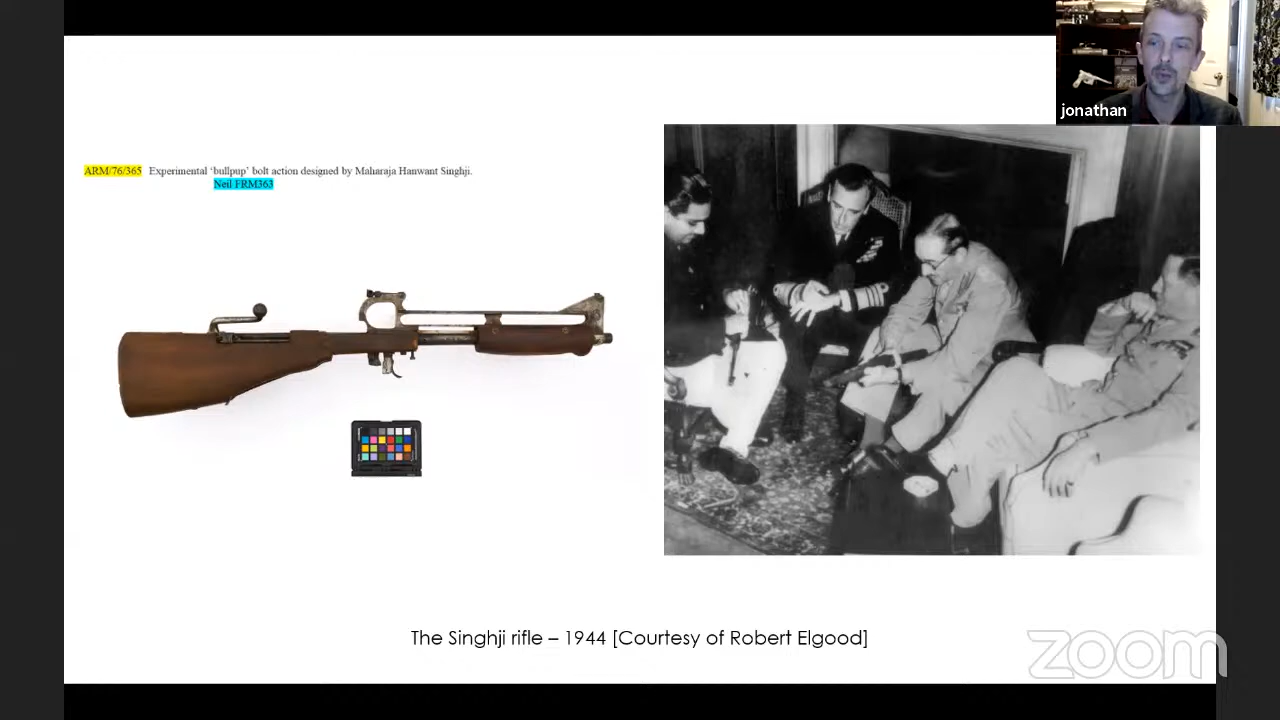 jonathan
ARM/76/365 Experimental ‘bullpup’ bolt action designed by Maharaja Hanwant Singhji.
Neil FRM363
The Singhji rifle – 1944 [Courtesy of Robert Elgood]
zoom